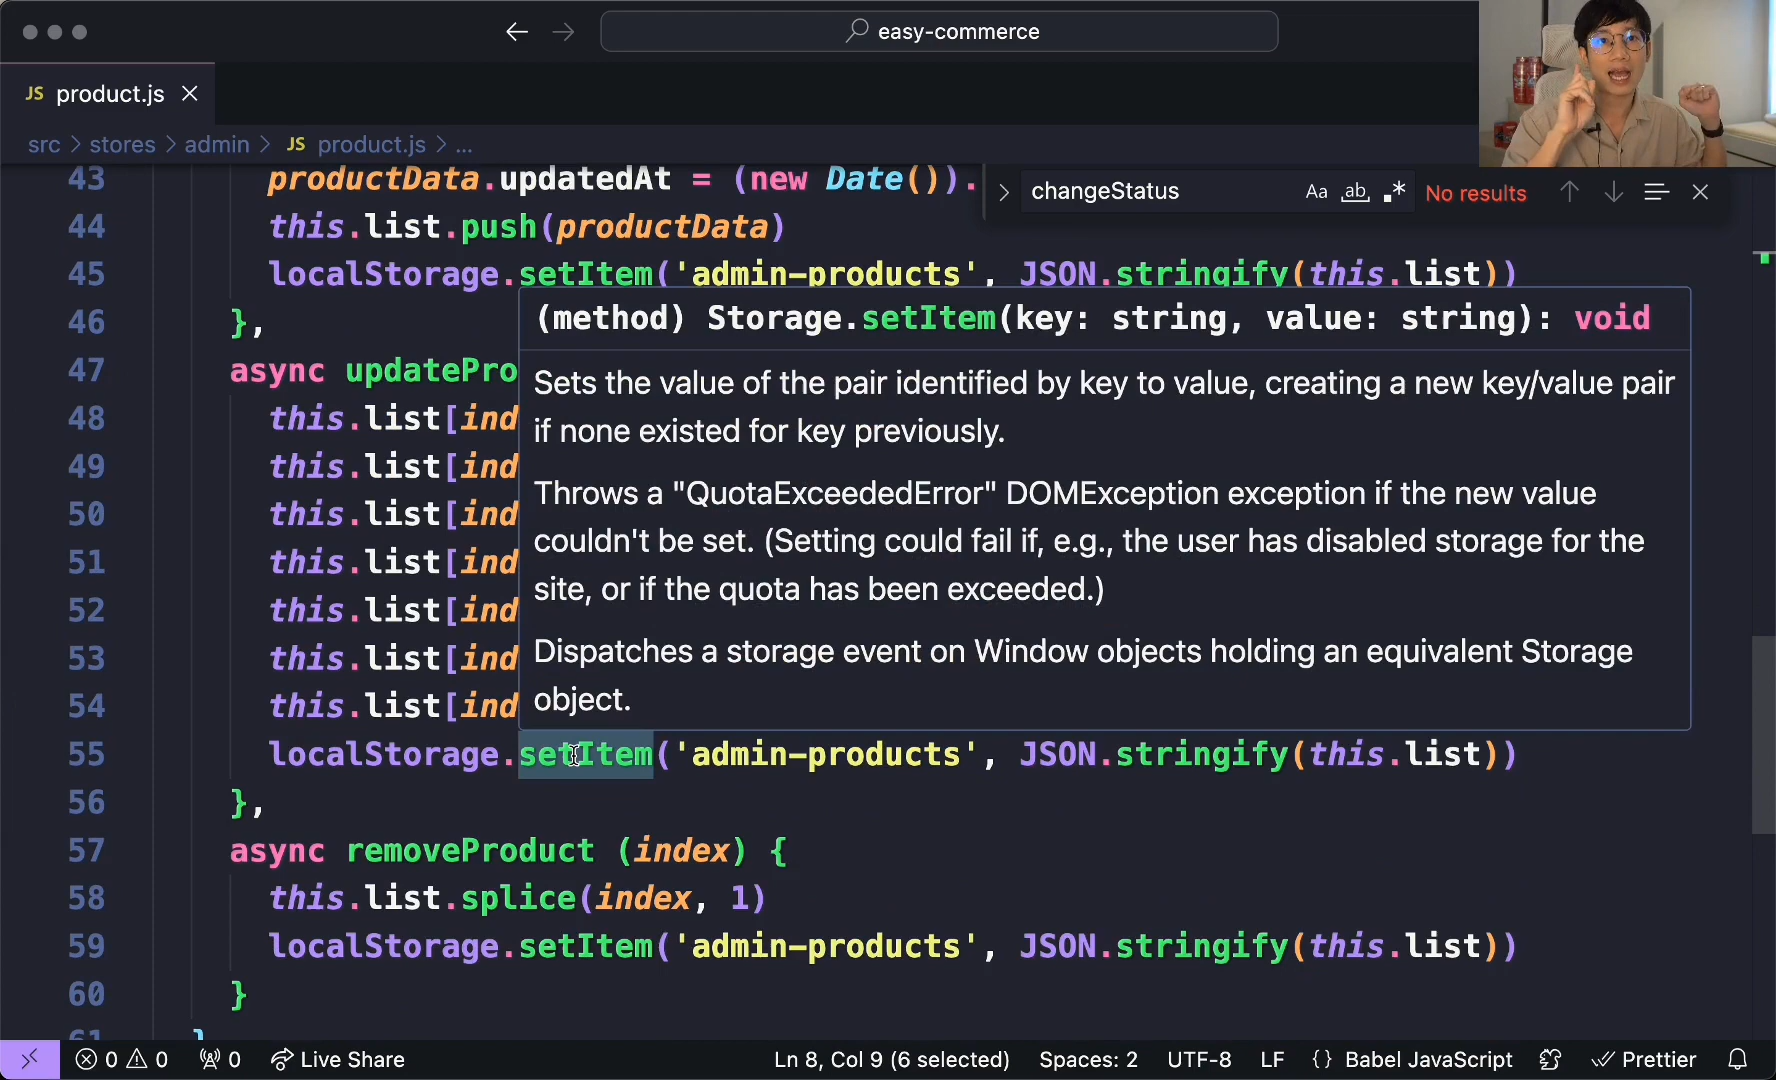 easy-commerce
JS product.js
src > stores > admin > JS product.js > ...
changeStatus Aa ab .* No results
43 productData.updatedAt = (new Date()).
44 this.list.push(productData)
45 localStorage.setItem('admin-products', JSON.stringify(this.list))
46 },
(method) Storage.setItem(key: string, value: string): void
Sets the value of the pair identified by key to value, creating a new key/value pair
if none existed for key previously.
Throws a "QuotaExceededError" DOMException exception if the new value
couldn't be set. (Setting could fail if, e.g., the user has disabled storage for the
site, or if the quota has been exceeded.)
Dispatches a storage event on Window objects holding an equivalent Storage
object.
47 async updatePro
48 this.list[ind
49 this.list[ind
50 this.list[ind
51 this.list[ind
52 this.list[ind
53 this.list[ind
54 this.list[ind
55 localStorage.setItem('admin-products', JSON.stringify(this.list))
56 },
57 async removeProduct (index) {
58 this.list.splice(index, 1)
59 localStorage.setItem('admin-products', JSON.stringify(this.list))
60 }
61 }
0 0 0 Live Share Ln 8, Col 9 (6 selected) Spaces: 2 UTF-8 LF {} Babel JavaScript Prettier